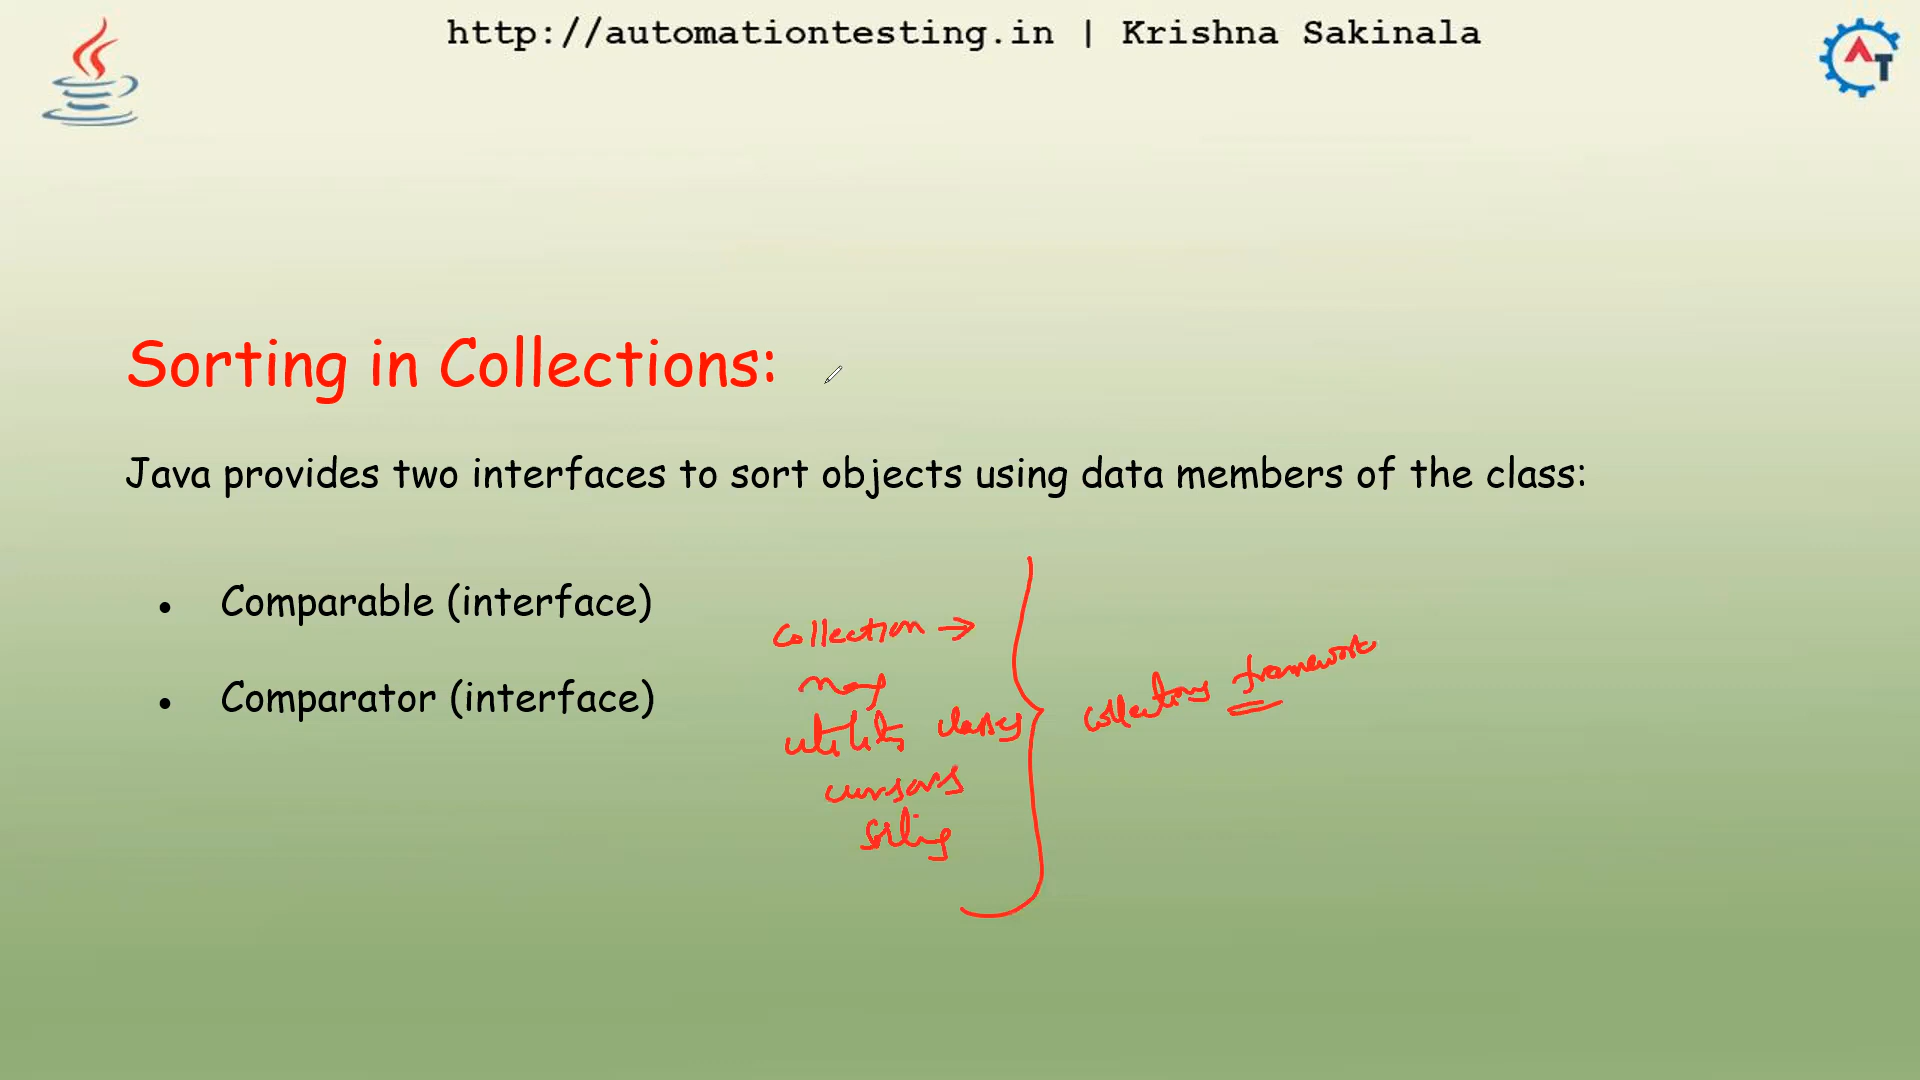 http://automationtesting.in | Krishna Sakinala
AT
Sorting in Collections:
Java provides two interfaces to sort objects using data members of the class:
● Comparable (interface)
● Comparator (interface)
Collection →
map
utility classes
cursors
sorting
collections framework